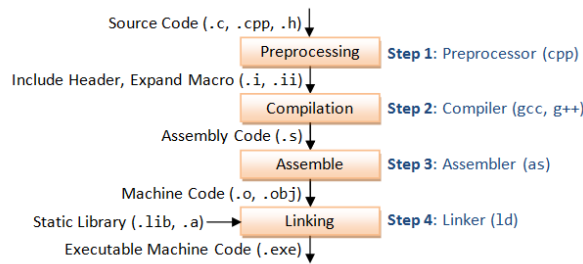 Source Code (.c, .cpp, .h)
Preprocessing
Step 1: Preprocessor (cpp)
Include Header, Expand Macro (.i, .ii)
Compilation
Step 2: Compiler (gcc, g++)
Assembly Code (.s)
Assemble
Step 3: Assembler (as)
Machine Code (.o, .obj)
Static Library (.lib, .a)
Linking
Step 4: Linker (ld)
Executable Machine Code (.exe)